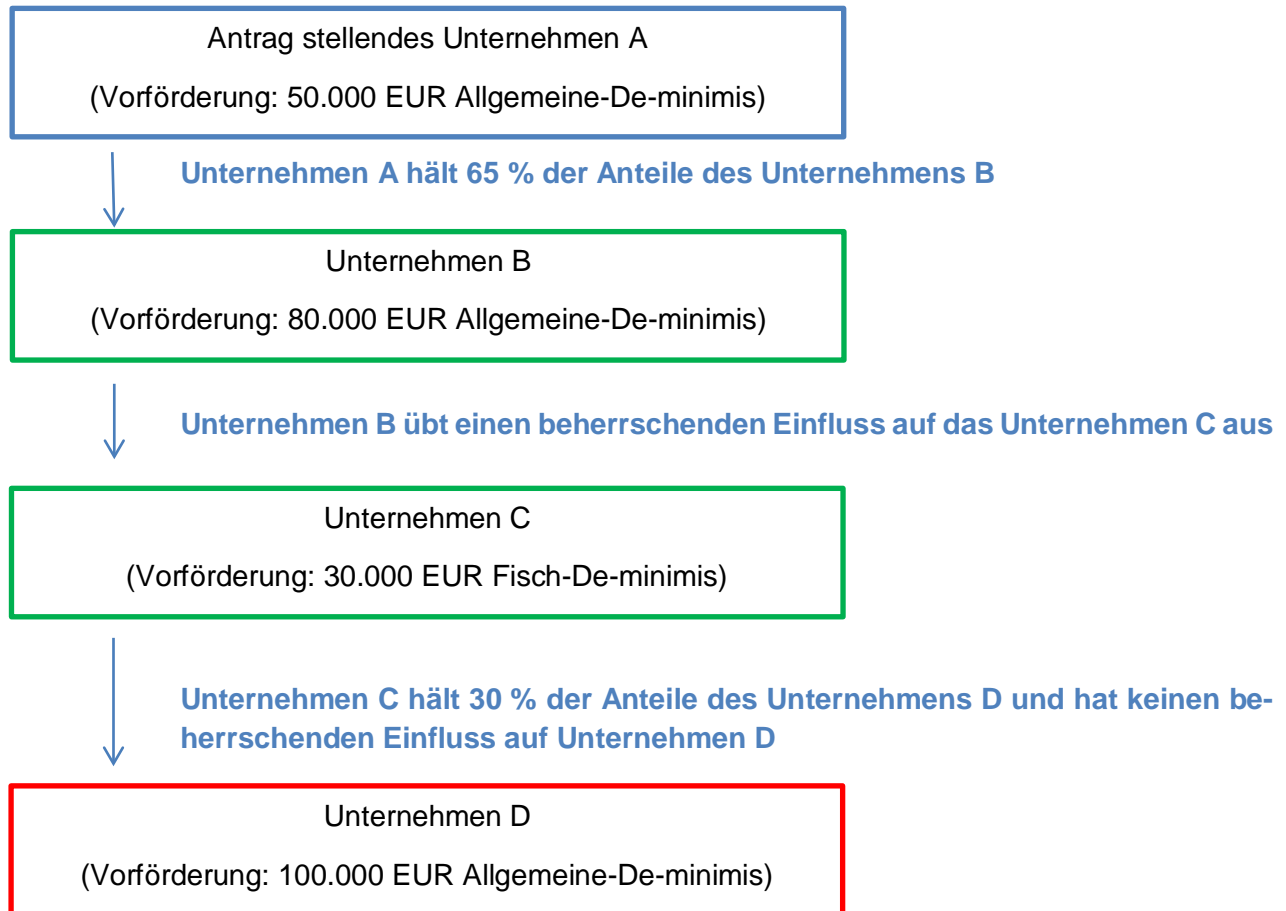 Antrag stellendes Unternehmen A
(Vorförderung: 50.000 EUR Allgemeine-De-minimis)
Unternehmen A hält 65 % der Anteile des Unternehmens B
Unternehmen B
(Vorförderung: 80.000 EUR Allgemeine-De-minimis)
Unternehmen B übt einen beherrschenden Einfluss auf das Unternehmen C aus
Unternehmen C
(Vorförderung: 30.000 EUR Fisch-De-minimis)
Unternehmen C hält 30 % der Anteile des Unternehmens D und hat keinen be-
herrschenden Einfluss auf Unternehmen D
Unternehmen D
(Vorförderung: 100.000 EUR Allgemeine-De-minimis)